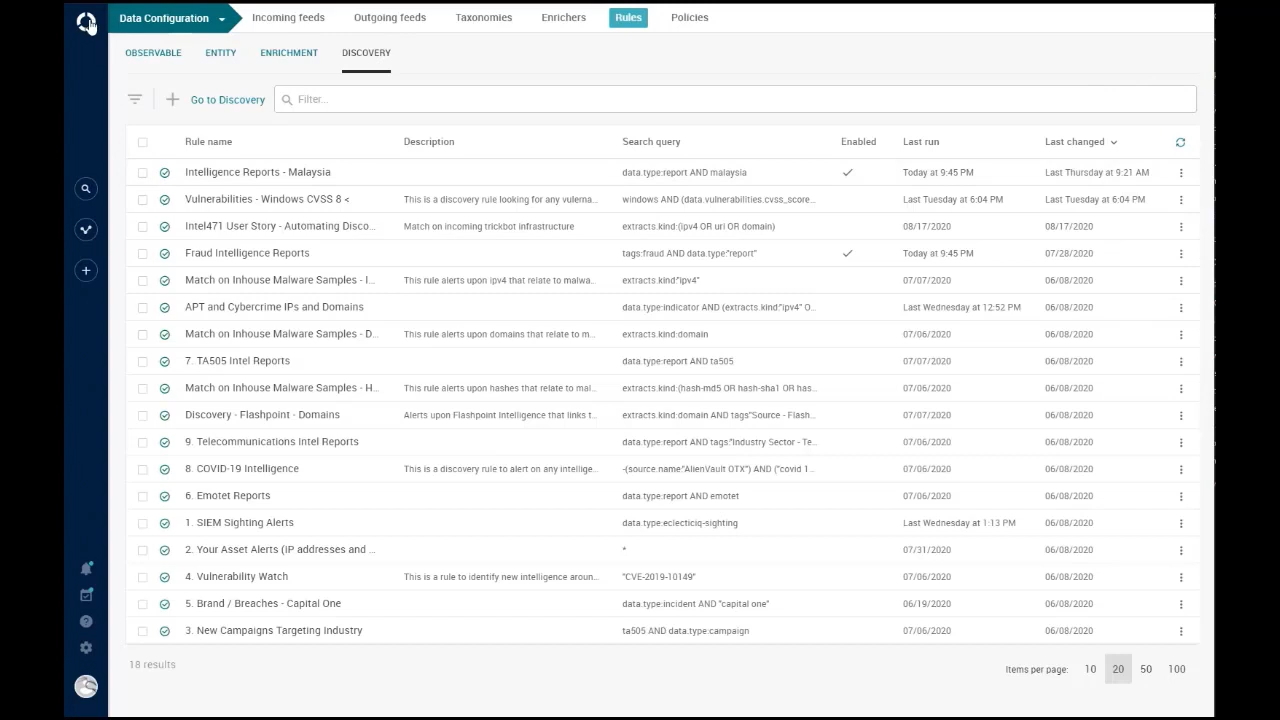 Data Configuration Incoming feeds Outgoing feeds Taxonomies Enrichers Rules Policies
OBSERVABLE ENTITY ENRICHMENT DISCOVERY
Go to Discovery Filter...
Rule name Description Search query Enabled Last run Last changed
Intelligence Reports - Malaysia data.type:report AND malaysia Today at 9:45 PM Last Thursday at 9:21 AM
Vulnerabilities - Windows CVSS 8 < This is a discovery rule looking for any vulerna... windows AND (data.vulnerabilities.cvss_score... Last Tuesday at 6:04 PM Last Tuesday at 6:04 PM
Intel471 User Story - Automating Disco... Match on incoming trickbot infrastructure extracts.kind:(ipv4 OR uri OR domain) 08/17/2020 08/17/2020
Fraud Intelligence Reports tags:fraud AND data.type:"report" Today at 9:45 PM 07/28/2020
Match on Inhouse Malware Samples - I... This rule alerts upon ipv4 that relate to malwa... extracts.kind:"ipv4" 07/07/2020 06/08/2020
APT and Cybercrime IPs and Domains data.type:indicator AND (extracts.kind:"ipv4" O... Last Wednesday at 12:52 PM 06/08/2020
Match on Inhouse Malware Samples - D... This rule alerts upon domains that relate to m... extracts.kind:domain 07/06/2020 06/08/2020
7. TA505 Intel Reports data.type:report AND ta505 07/07/2020 06/08/2020
Match on Inhouse Malware Samples - H... This rule alerts upon hashes that relate to mal... extracts.kind:(hash-md5 OR hash-sha1 OR has... 07/06/2020 06/08/2020
Discovery - Flashpoint - Domains Alerts upon Flashpoint Intelligence that links t... extracts.kind:domain AND tags"Source - Flash... 07/07/2020 06/08/2020
9. Telecommunications Intel Reports data.type:report AND tags:"Industry Sector - Te... 07/06/2020 06/08/2020
8. COVID-19 Intelligence This is a discovery rule to alert on any intellige... -(source.name:"AlienVault OTX") AND ("covid 1... 07/06/2020 06/08/2020
6. Emotet Reports data.type:report AND emotet 07/06/2020 06/08/2020
1. SIEM Sighting Alerts data.type:eclecticiq-sighting Last Wednesday at 1:13 PM 06/08/2020
2. Your Asset Alerts (IP addresses and ... * 07/31/2020 06/08/2020
4. Vulnerability Watch This is a rule to identify new intelligence aroun... "CVE-2019-10149" 07/06/2020 06/08/2020
5. Brand / Breaches - Capital One data.type:incident AND "capital one" 06/19/2020 06/08/2020
3. New Campaigns Targeting Industry ta505 AND data.type:campaign 07/06/2020 06/08/2020
18 results
Items per page: 10 20 50 100